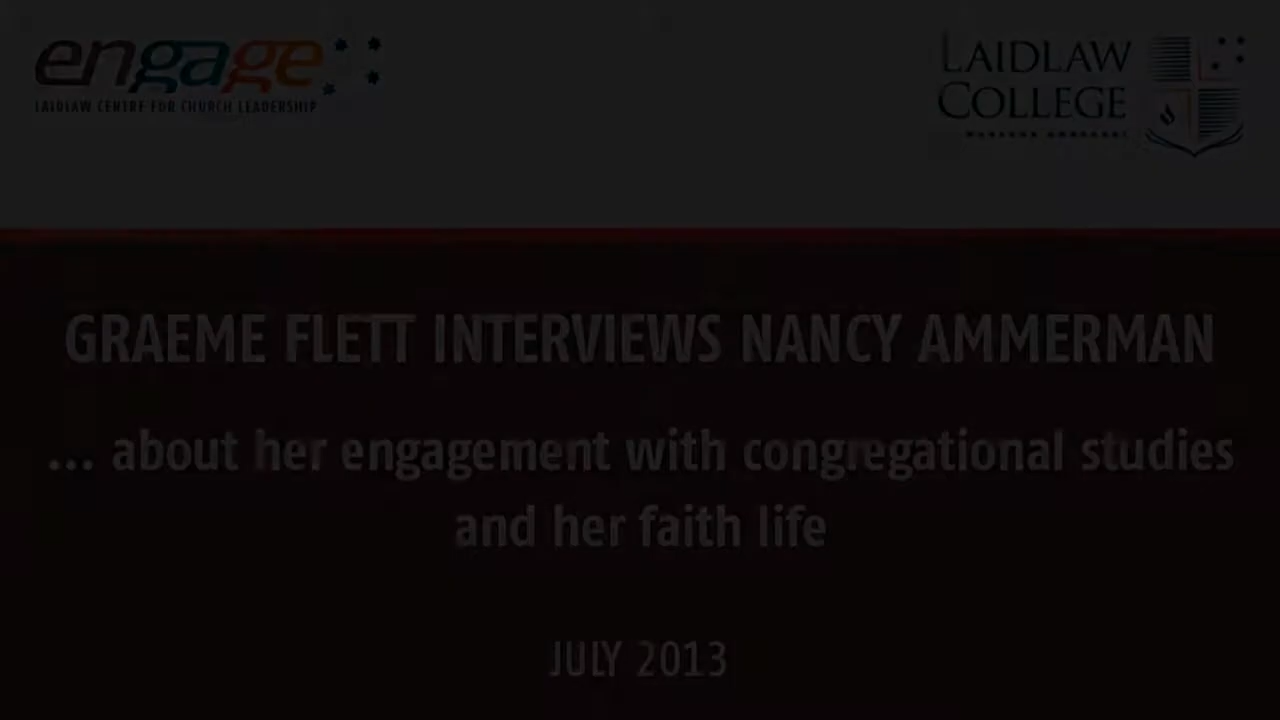 engage
LAIDLAW CENTRE FOR CHURCH LEADERSHIP
LAIDLAW
COLLEGE
GRAEME FLETT INTERVIEWS NANCY AMMERMAN
... about her engagement with congregational studies
and her faith life
JULY 2013